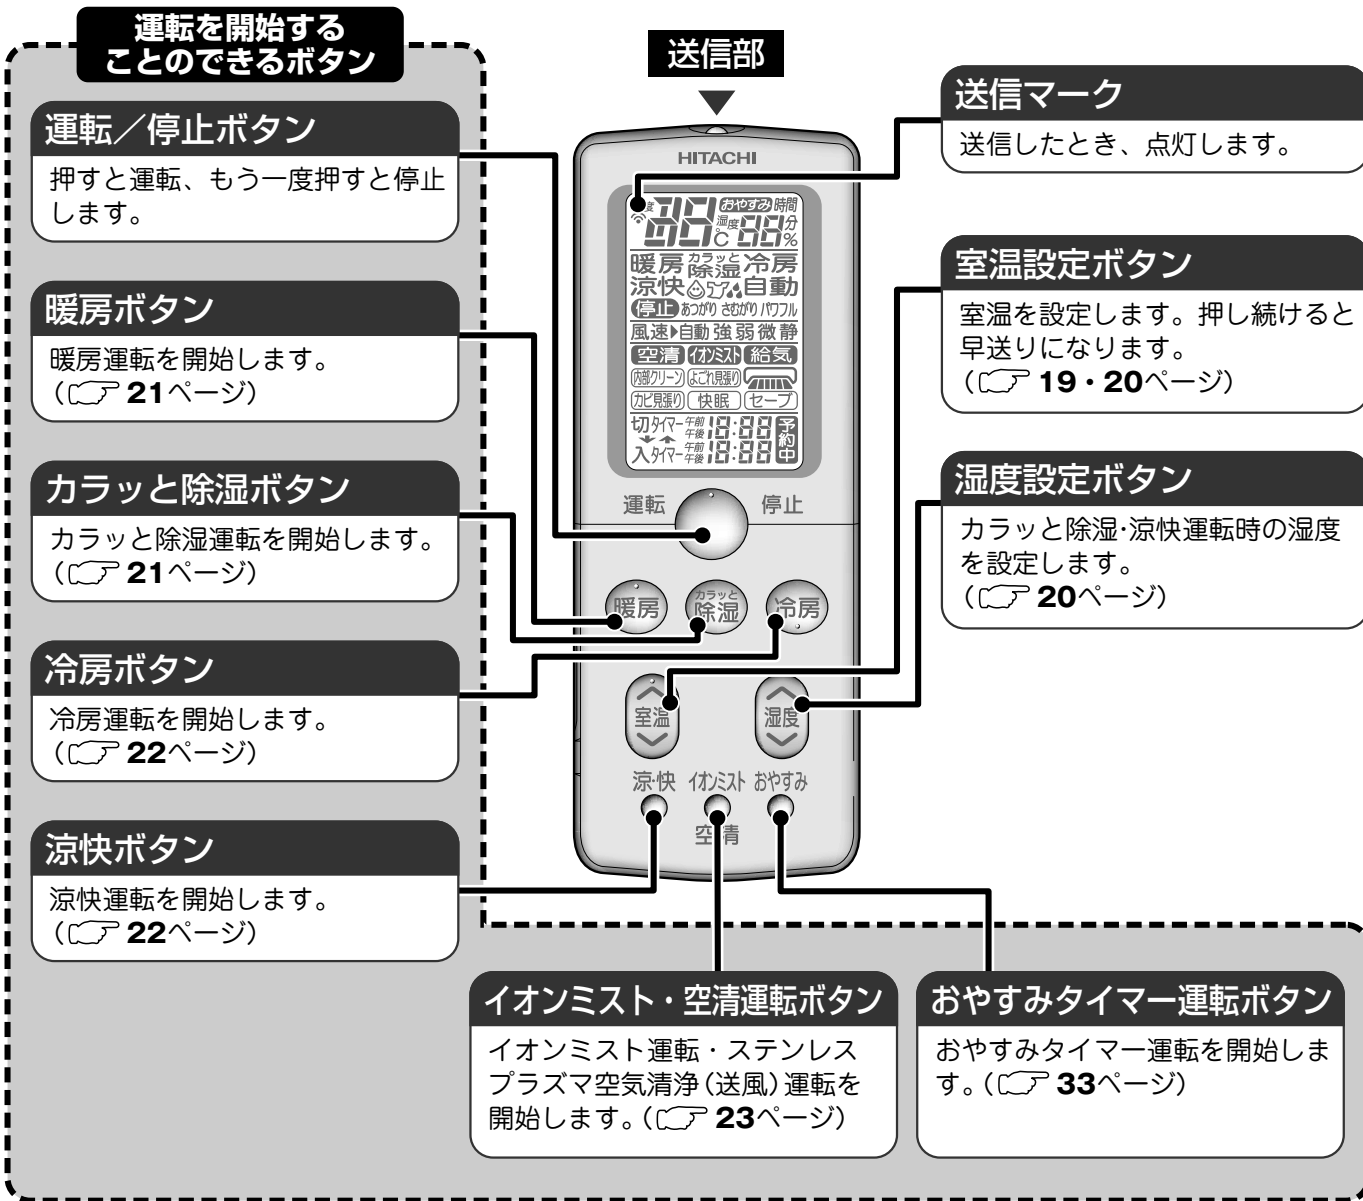 運転を開始する
ことのできるボタン
運転／停止ボタン
押すと運転、もう一度押すと停止
します。
暖房ボタン
暖房運転を開始します。
（ 21ページ）
カラッと除湿ボタン
カラッと除湿運転を開始します。
（ 21ページ）
冷房ボタン
冷房運転を開始します。
（ 22ページ）
涼快ボタン
涼快運転を開始します。
（ 22ページ）
送信部
HITACHI
おやすみ 時間
88℃ 湿度 88 分 %
暖房 カラッと除湿 冷房
涼快 自動
停止 あつがり さむがり パワフル
風速▶自動 強 弱 微 静
空清 イオンミスト 給気
内部クリーン よごれ見張り
カビ見張り 快眠 セーブ
切タイマー 午前 午後 18:88 予約中
入タイマー 午前 午後 18:88
運転 停止
暖房 カラッと除湿 冷房
室温 湿度
涼・快 イオンミスト おやすみ
空清
送信マーク
送信したとき、点灯します。
室温設定ボタン
室温を設定します。押し続けると
早送りになります。
（ 19・20ページ）
湿度設定ボタン
カラッと除湿･涼快運転時の湿度
を設定します。
（ 20ページ）
イオンミスト・空清運転ボタン
イオンミスト運転・ステンレス
プラズマ空気清浄（送風）運転を
開始します。（ 23ページ）
おやすみタイマー運転ボタン
おやすみタイマー運転を開始しま
す。（ 33ページ）